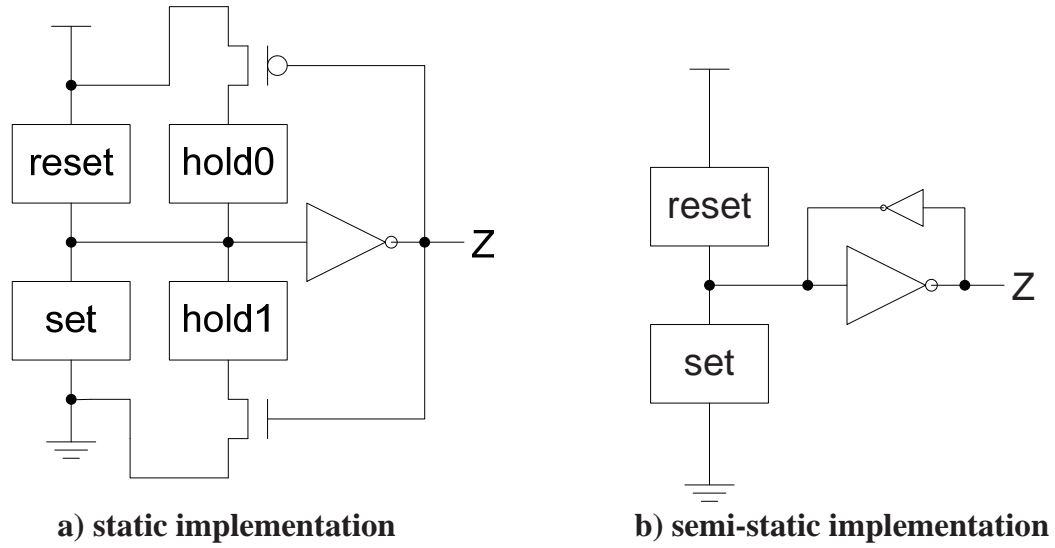 reset
hold0
Z
set
hold1
a) static implementation
reset
Z
set
b) semi-static implementation